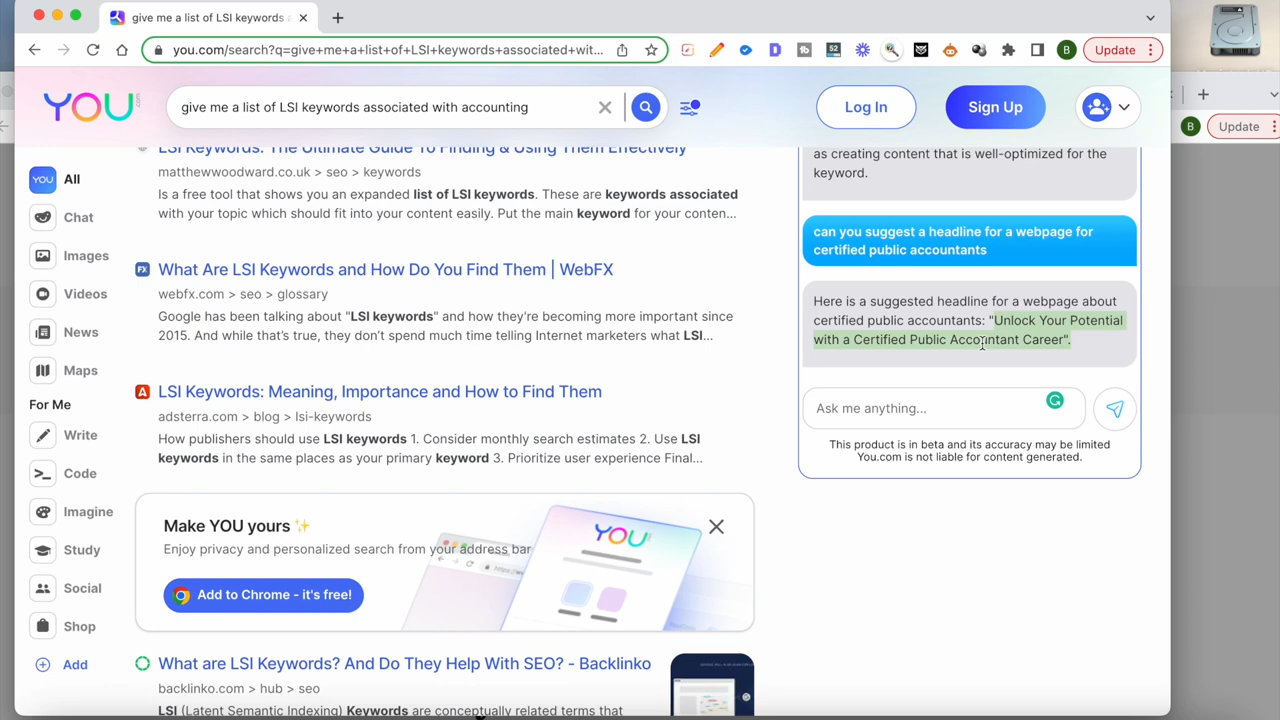 give me a list of LSI keywords a
you.com/search?q=give+me+a+list+of+LSI+keywords+associated+wit...
52
B
Update
B
Update
YOU.com
give me a list of LSI keywords associated with accounting
Log In
Sign Up
YOU
All
Chat
Images
Videos
News
Maps
For Me
Write
Code
Imagine
Study
Social
Shop
Add
LSI Keywords: The Ultimate Guide To Finding & Using Them Effectively
matthewwoodward.co.uk > seo > keywords
Is a free tool that shows you an expanded list of LSI keywords. These are keywords associated
with your topic which should fit into your content easily. Put the main keyword for your conten...
FX
What Are LSI Keywords and How Do You Find Them | WebFX
webfx.com > seo > glossary
Google has been talking about "LSI keywords" and how they're becoming more important since
2015. And while that's true, they don't spend much time telling Internet marketers what LSI...
LSI Keywords: Meaning, Importance and How to Find Them
adsterra.com > blog > lsi-keywords
How publishers should use LSI keywords 1. Consider monthly search estimates 2. Use LSI
keywords in the same places as your primary keyword 3. Prioritize user experience Final...
Make YOU yours ✨
Enjoy privacy and personalized search from your address bar
Add to Chrome - it's free!
YOU
What are LSI Keywords? And Do They Help With SEO? - Backlinko
backlinko.com > hub > seo
LSI (Latent Semantic Indexing) Keywords are conceptually related terms that
as creating content that is well-optimized for the
keyword.
can you suggest a headline for a webpage for
certified public accountants
Here is a suggested headline for a webpage about
certified public accountants: "Unlock Your Potential
with a Certified Public Accountant Career".
Ask me anything...
This product is in beta and its accuracy may be limited
You.com is not liable for content generated.